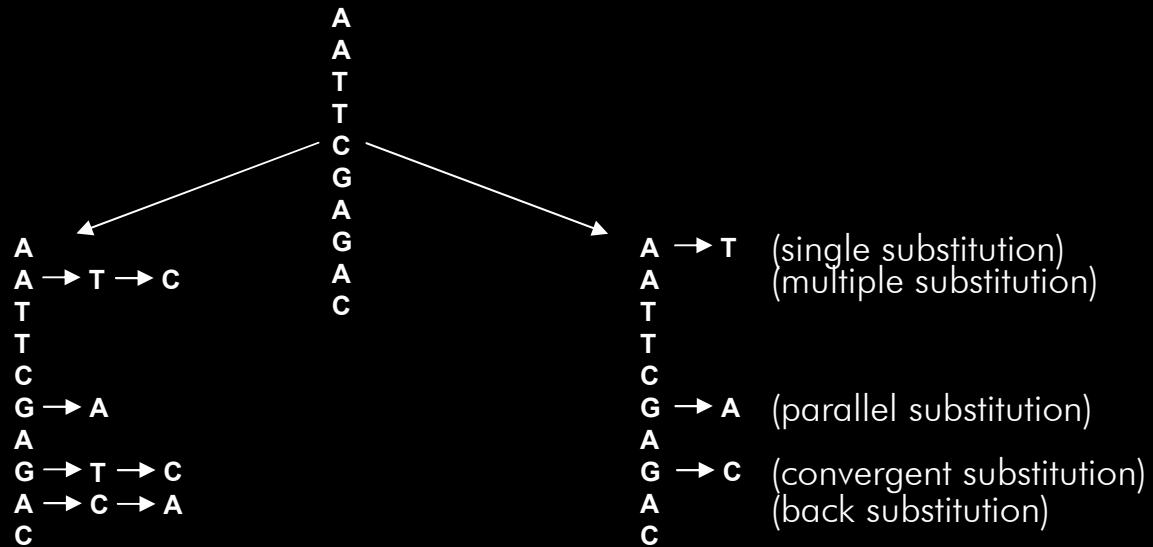 A
A
T
T
C
G
A
G
A
C
A
A → T → C
T
T
C
G → A
A
G → T → C
A → C → A
C
A → T (single substitution)
A (multiple substitution)
T
T
C
G → A (parallel substitution)
A
G → C (convergent substitution)
A (back substitution)
C